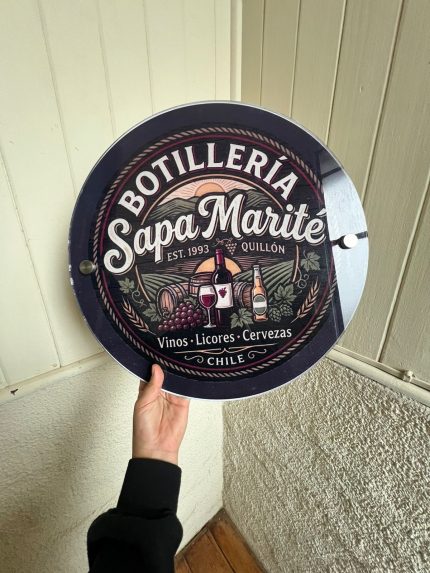 BOTILLERÍA
Sapa Marité
EST. 1993 QUILLÓN
Vinos · Licores · Cervezas
CHILE